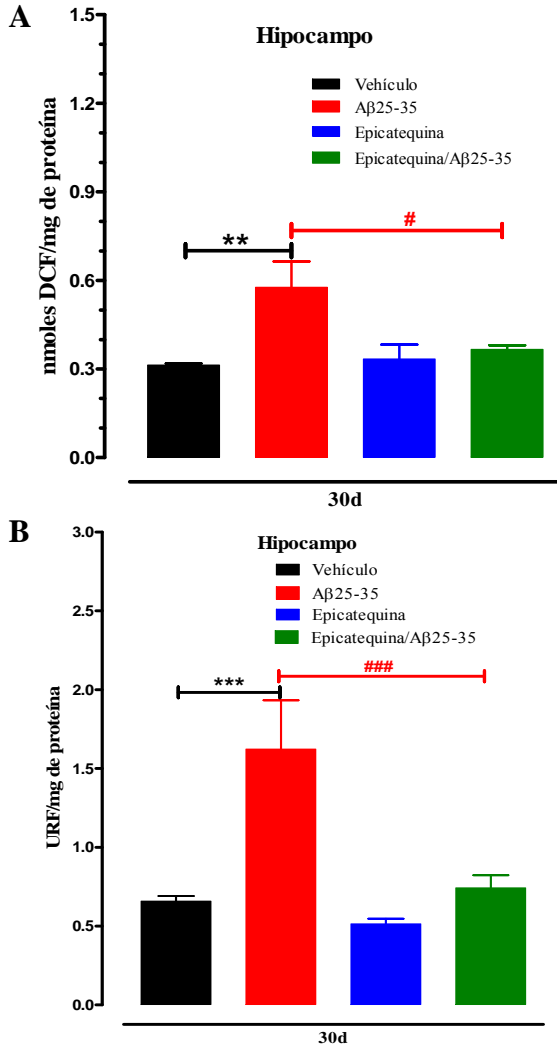 A
Hipocampo
Vehículo
Aβ25-35
Epicatequina
Epicatequina/Aβ25-35
nmoles DCF/mg de proteína
1.5
1.2
0.9
0.6
0.3
0.0
**
#
30d
B
Hipocampo
Vehículo
Aβ25-35
Epicatequina
Epicatequina/Aβ25-35
URF/mg de proteína
3.0
2.5
2.0
1.5
1.0
0.5
0.0
***
###
30d